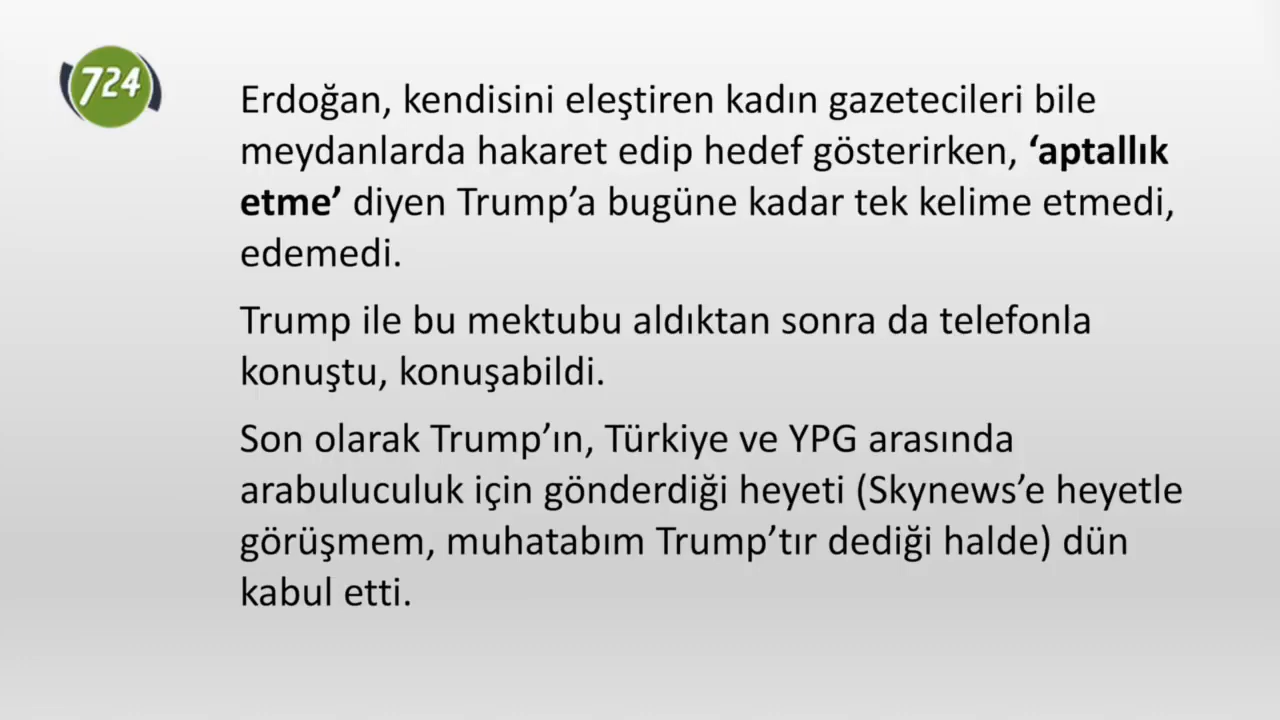 724
Erdoğan, kendisini eleştiren kadın gazetecileri bile
meydanlarda hakaret edip hedef gösterirken, ‘aptallık
etme’ diyen Trump’a bugüne kadar tek kelime etmedi,
edemedi.
Trump ile bu mektubu aldıktan sonra da telefonla
konuştu, konuşabildi.
Son olarak Trump’ın, Türkiye ve YPG arasında
arabuluculuk için gönderdiği heyeti (Skynews’e heyetle
görüşmem, muhatabım Trump’tır dediği halde) dün
kabul etti.